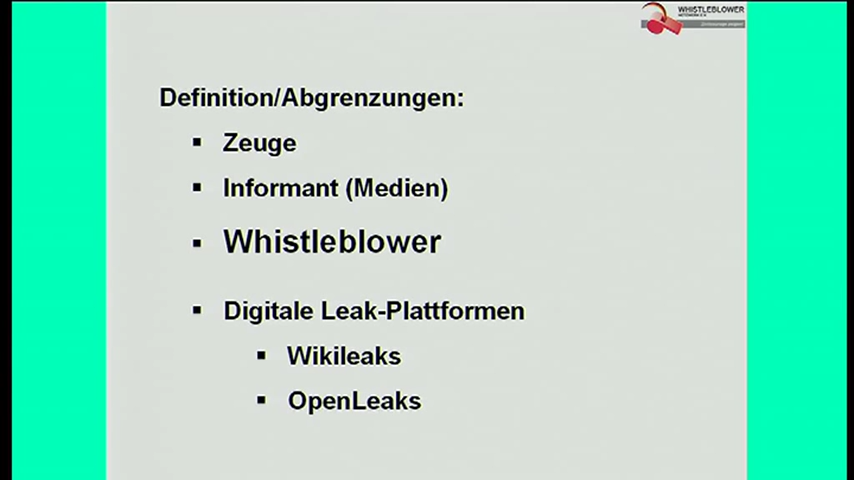 WHISTLEBLOWER
NETZWERK E.V.
Definition/Abgrenzungen:
▪ Zeuge
▪ Informant (Medien)
▪ Whistleblower
▪ Digitale Leak-Plattformen
▪ Wikileaks
▪ OpenLeaks